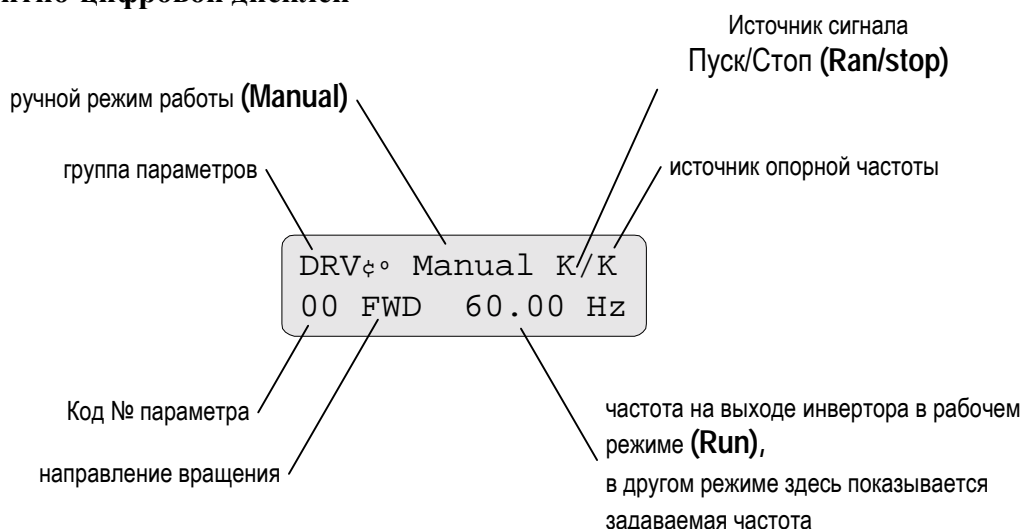 Источник сигнала
Пуск/Стоп (Ran/stop)
ручной режим работы (Manual)
группа параметров
источник опорной частоты
DRV¢º Manual K/K
00 FWD 60.00 Hz
Код № параметра
направление вращения
частота на выходе инвертора в рабочем
режиме (Run),
в другом режиме здесь показывается
задаваемая частота